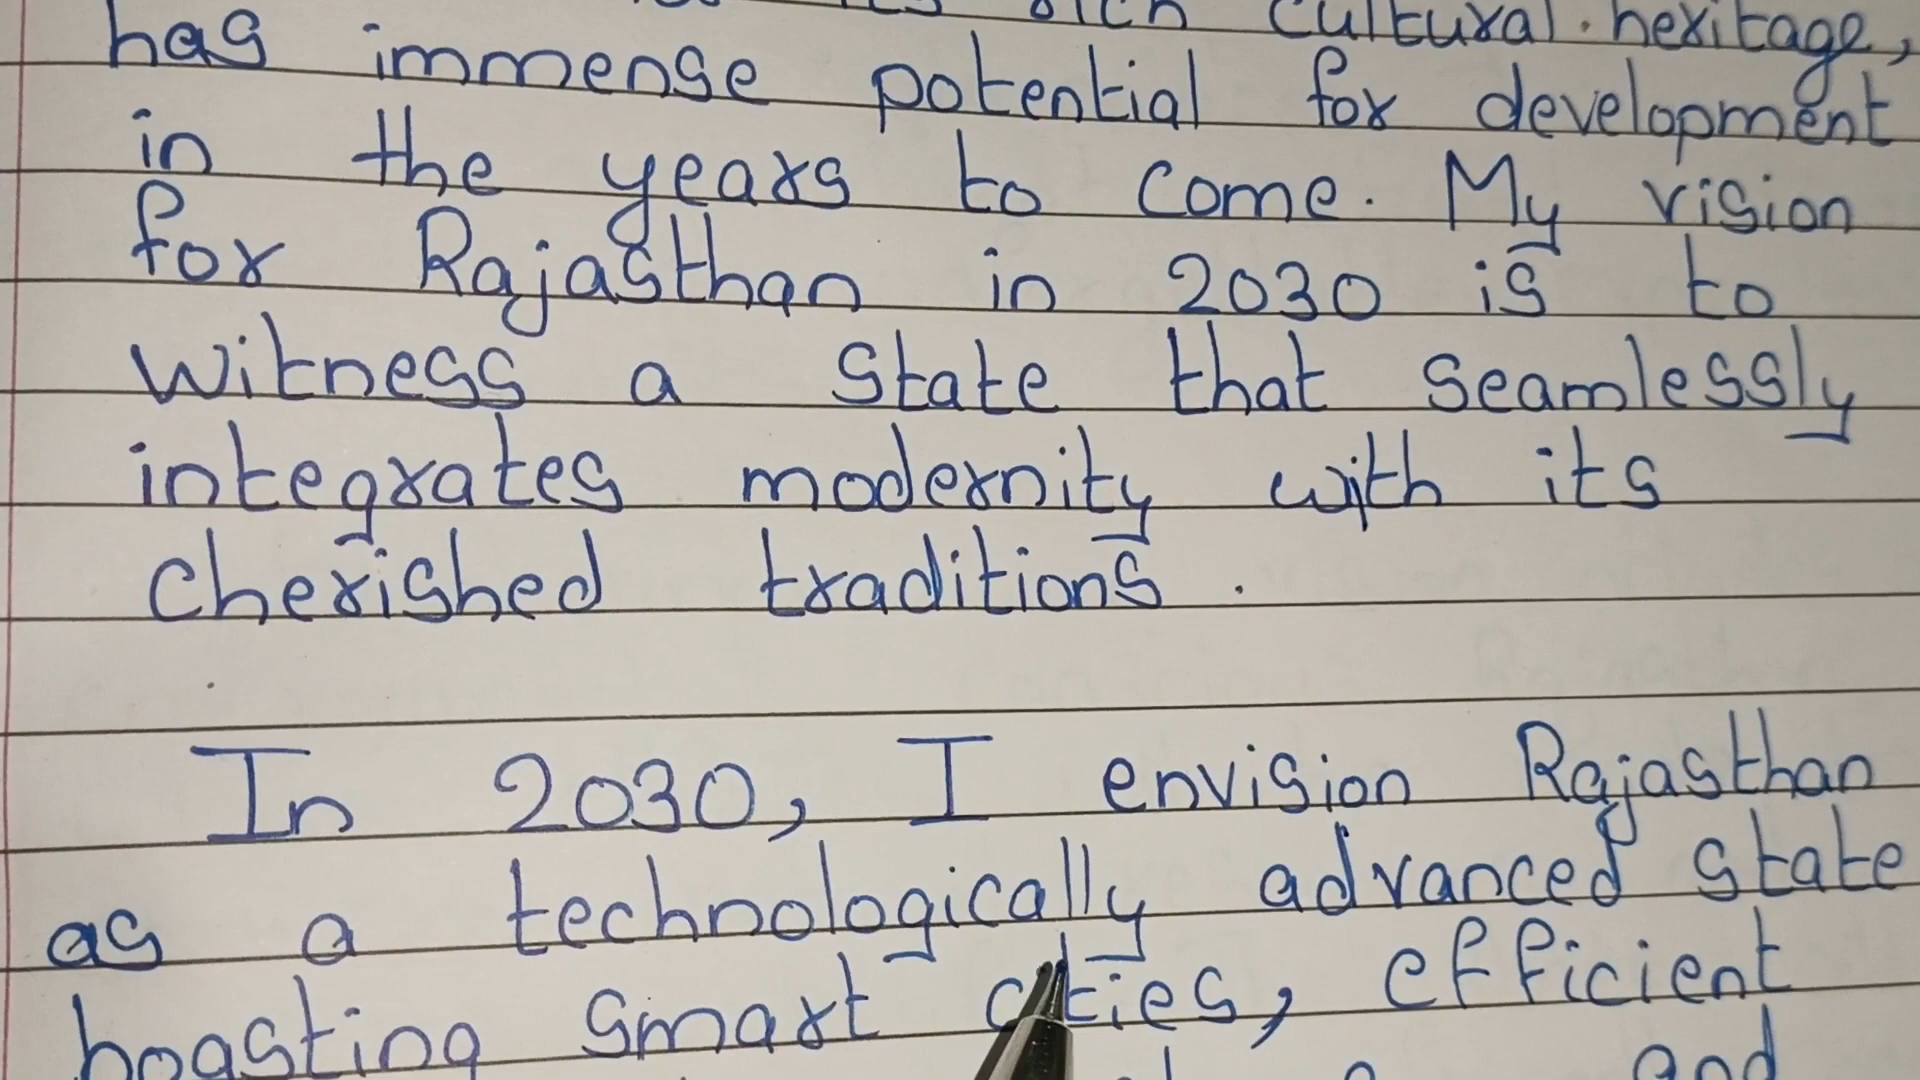 rich cultural heritage,
has immense potential for development
in the years to come. My vision
for Rajasthan in 2030 is to
witness a state that seamlessly
integrates modernity with its
cherished traditions.
In 2030, I envision Rajasthan
as a technologically advanced state
boasting smart cities, efficient
and